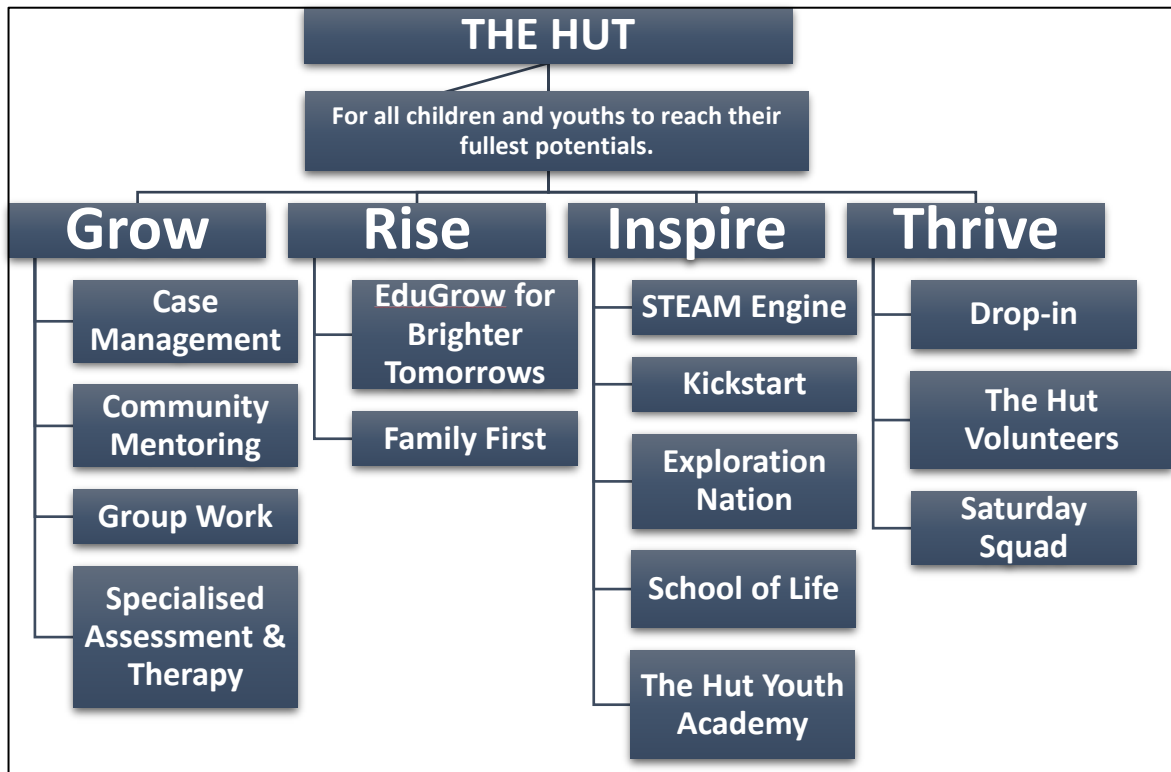 THE HUT
For all children and youths to reach their
fullest potentials.
Grow
Case
Management
Community
Mentoring
Group Work
Specialised
Assessment &
Therapy
Rise
EduGrow for
Brighter
Tomorrows
Family First
Inspire
STEAM Engine
Kickstart
Exploration
Nation
School of Life
The Hut Youth
Academy
Thrive
Drop-in
The Hut
Volunteers
Saturday
Squad